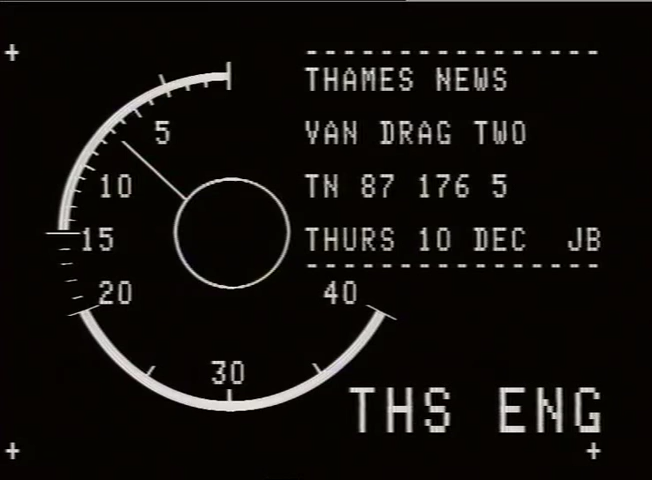 THAMES NEWS
VAN DRAG TWO
TN 87 176 5
THURS 10 DEC JB
5
10
15
20
30
40
THS ENG